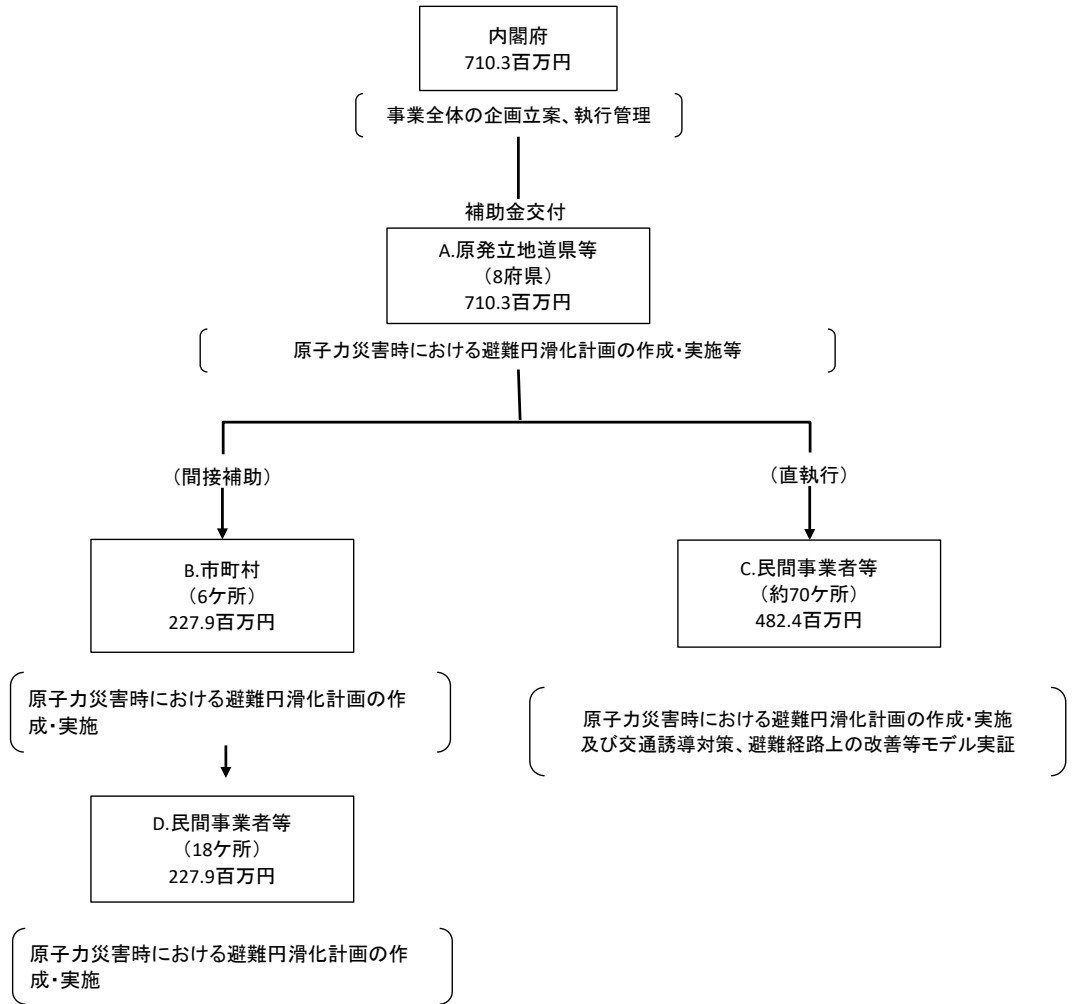 内閣府
710.3百万円
事業全体の企画立案、執行管理
補助金交付
A.原発立地道県等
（8府県）
710.3百万円
原子力災害時における避難円滑化計画の作成・実施等
（間接補助）
（直執行）
B.市町村
（6ケ所）
227.9百万円
C.民間事業者等
（約70ケ所）
482.4百万円
原子力災害時における避難円滑化計画の作
成・実施
原子力災害時における避難円滑化計画の作成・実施
及び交通誘導対策、避難経路上の改善等モデル実証
D.民間事業者等
（18ケ所）
227.9百万円
原子力災害時における避難円滑化計画の作
成・実施